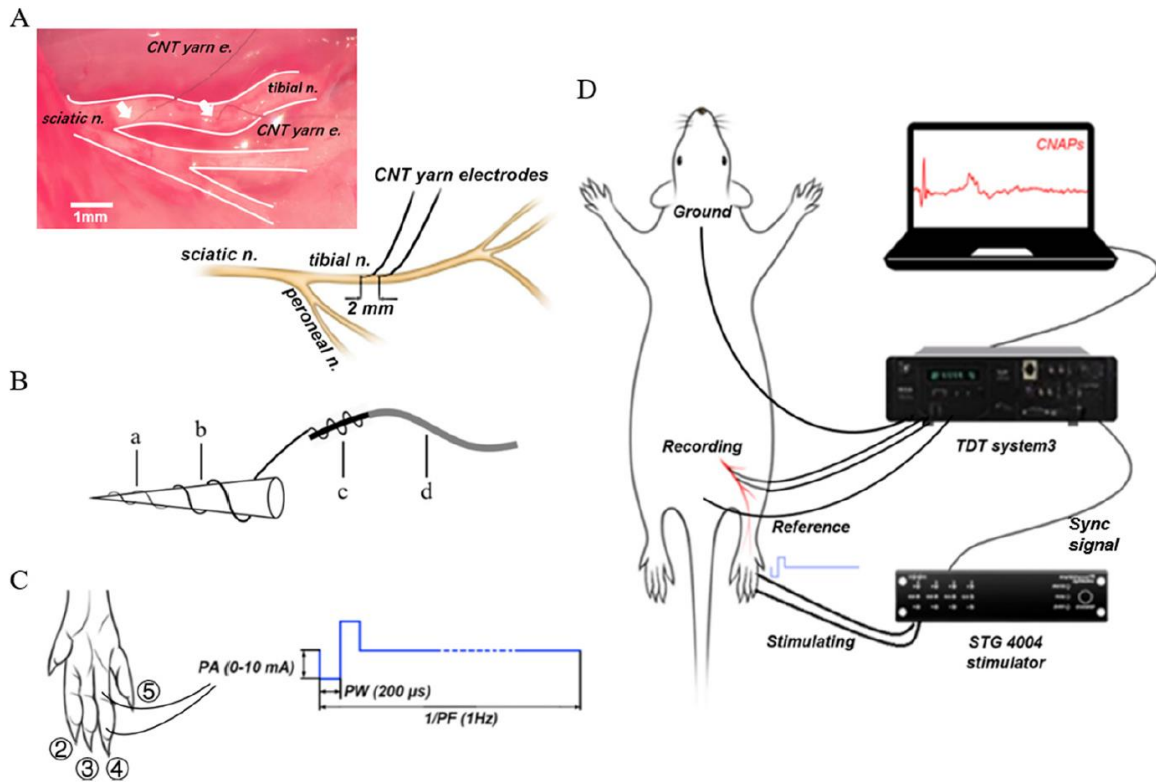 A
CNT yarn e.
tibial n.
sciatic n.
CNT yarn e.
1mm
CNT yarn electrodes
sciatic n.
tibial n.
2 mm
peroneal n.
B
a
b
c
d
C
PA (0-10 mA)
PW (200 μs)
1/PF (1Hz)
⑤
②
③
④
D
CNAPs
Ground
Recording
TDT system3
Reference
Sync
signal
Stimulating
STG 4004
stimulator